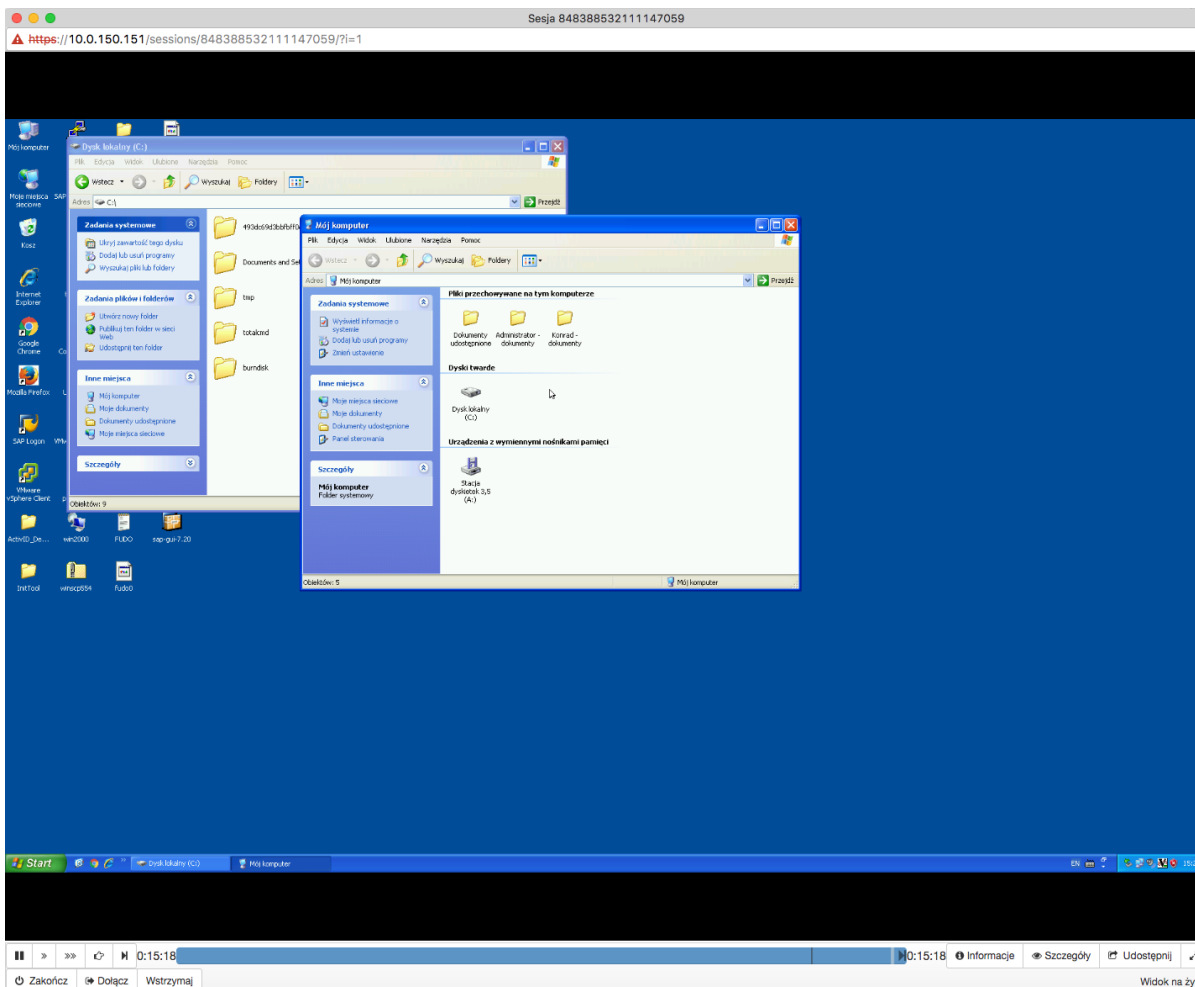 Sesja 848388532111147059
https://10.0.150.151/sessions/848388532111147059/?i=1
Mój komputer
Moje miejsca sieciowe
SAP
Kosz
Internet Explorer
Google Chrome
Co
Mozilla Firefox
SAP Logon
VMw
VMware vSphere Client
ActivID_De...
win2000
FUDO
sap-gui-7.20
InitTool
winscp554
fudo0
Dysk lokalny (C:)
Plik Edycja Widok Ulubione Narzędzia Pomoc
Wstecz Wyszukaj Foldery
Adres C:\ Przejdź
Zadania systemowe
Ukryj zawartość tego dysku
Dodaj lub usuń programy
Wyszukaj pliki lub foldery
Zadania plików i folderów
Utwórz nowy folder
Publikuj ten folder w sieci Web
Udostępnij ten folder
Inne miejsca
Mój komputer
Moje dokumenty
Dokumenty udostępnione
Moje miejsca sieciowe
Szczegóły
Documents and Set
tmp
totalcmd
burndisk
Obiektów: 9
Mój komputer
Plik Edycja Widok Ulubione Narzędzia Pomoc
Wstecz Wyszukaj Foldery
Adres Mój komputer Przejdź
Zadania systemowe
Wyświetl informacje o systemie
Dodaj lub usuń programy
Zmień ustawienie
Inne miejsca
Moje miejsca sieciowe
Moje dokumenty
Dokumenty udostępnione
Panel sterowania
Szczegóły
Mój komputer
Folder systemowy
Pliki przechowywane na tym komputerze
Dokumenty udostępnione
Administrator - dokumenty
Konrad - dokumenty
Dyski twarde
Dysk lokalny (C:)
Urządzenia z wymiennymi nośnikami pamięci
Stacja dyskietek 3,5 (A:)
Obiektów: 5
Mój komputer
Start
Dysk lokalny (C:)
Mój komputer
EN
0:15:18
0:15:18
Informacje
Szczegóły
Udostępnij
Zakończ
Dołącz
Wstrzymaj
Widok na ży